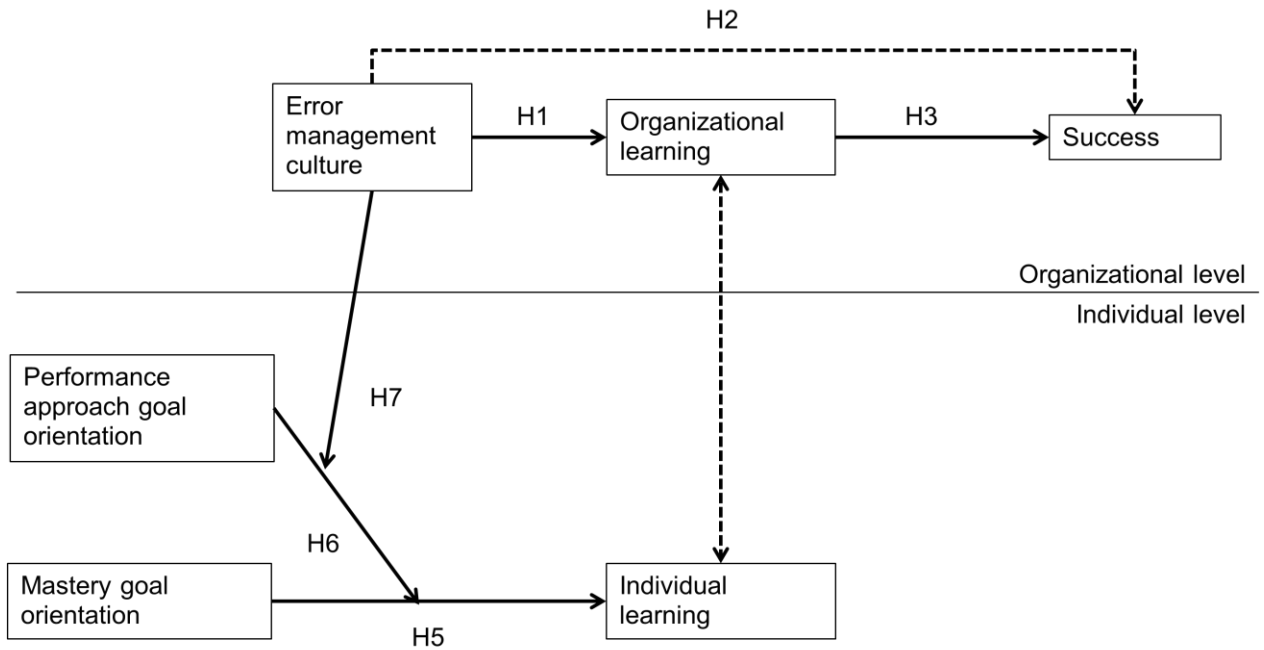 H2
Error
management
culture
H1
Organizational
learning
H3
Success
Organizational level
Individual level
Performance
approach goal
orientation
H7
H6
Mastery goal
orientation
H5
Individual
learning